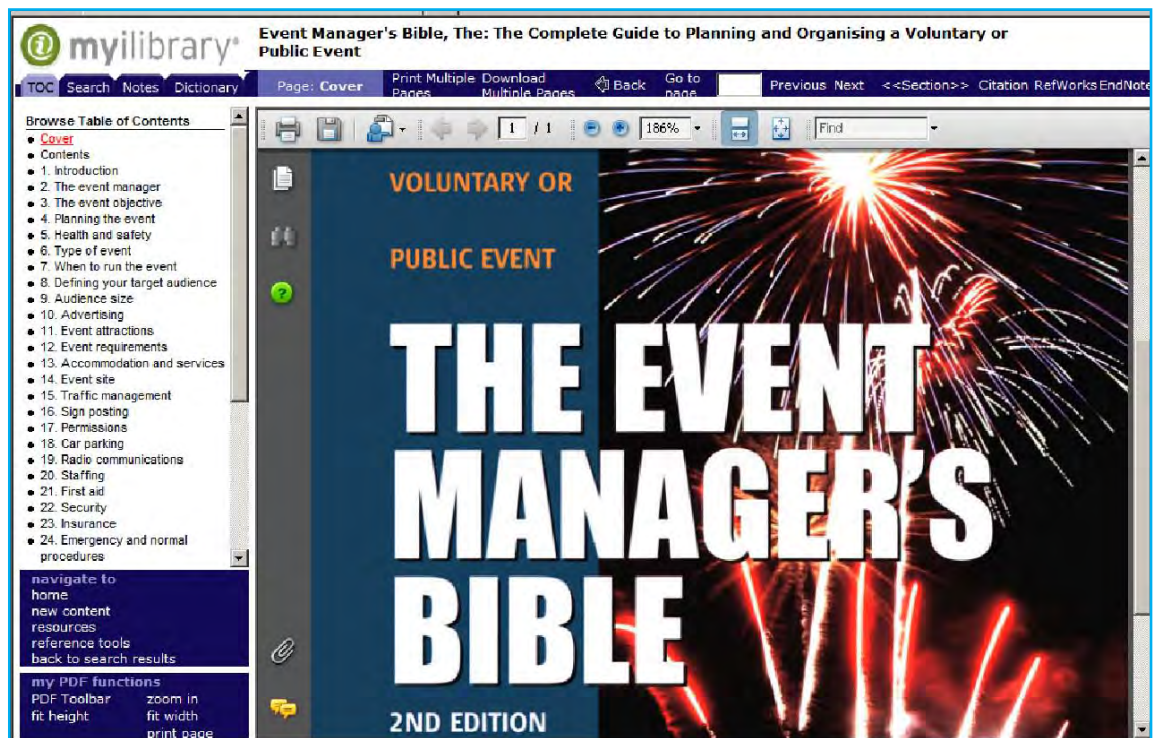 myilibrary
Event Manager's Bible, The: The Complete Guide to Planning and Organising a Voluntary or
Public Event
TOC Search Notes Dictionary
Page: Cover
Print Multiple Pages
Download Multiple Pages
Back
Go to page
Previous Next <<Section>> Citation RefWorks EndNote
Browse Table of Contents
Cover
Contents
1. Introduction
2. The event manager
3. The event objective
4. Planning the event
5. Health and safety
6. Type of event
7. When to run the event
8. Defining your target audience
9. Audience size
10. Advertising
11. Event attractions
12. Event requirements
13. Accommodation and services
14. Event site
15. Traffic management
16. Sign posting
17. Permissions
18. Car parking
19. Radio communications
20. Staffing
21. First aid
22. Security
23. Insurance
24. Emergency and normal
procedures
navigate to
home
new content
resources
reference tools
back to search results
my PDF functions
PDF Toolbar zoom in
fit height fit width
print page
1 / 1
186%
Find
VOLUNTARY OR
PUBLIC EVENT
THE EVENT
MANAGER'S
BIBLE
2ND EDITION